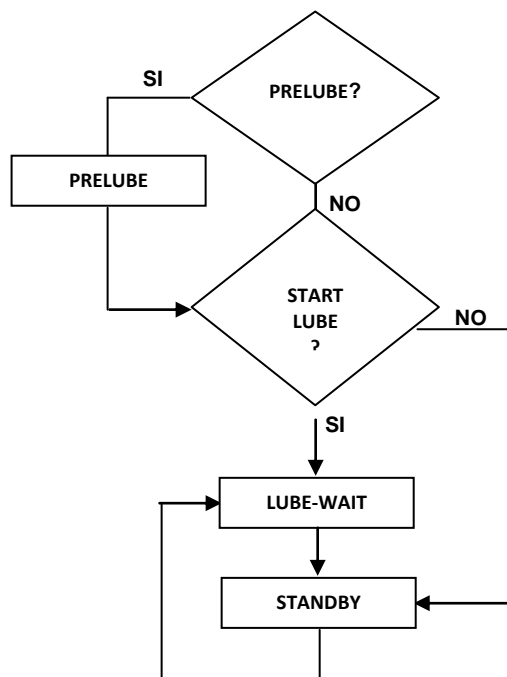 SI
PRELUBE?
PRELUBE
NO
START
LUBE
?
NO
SI
LUBE-WAIT
STANDBY